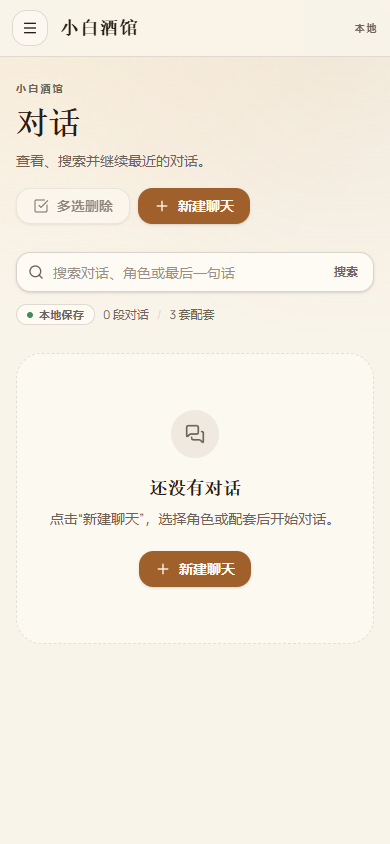 小白酒馆
本地
小白酒馆
对话
查看、搜索并继续最近的对话。
多选删除
新建聊天
搜索对话、角色或最后一句话
搜索
本地保存
0 段对话 / 3 套配套
还没有对话
点击“新建聊天”，选择角色或配套后开始对话。
新建聊天